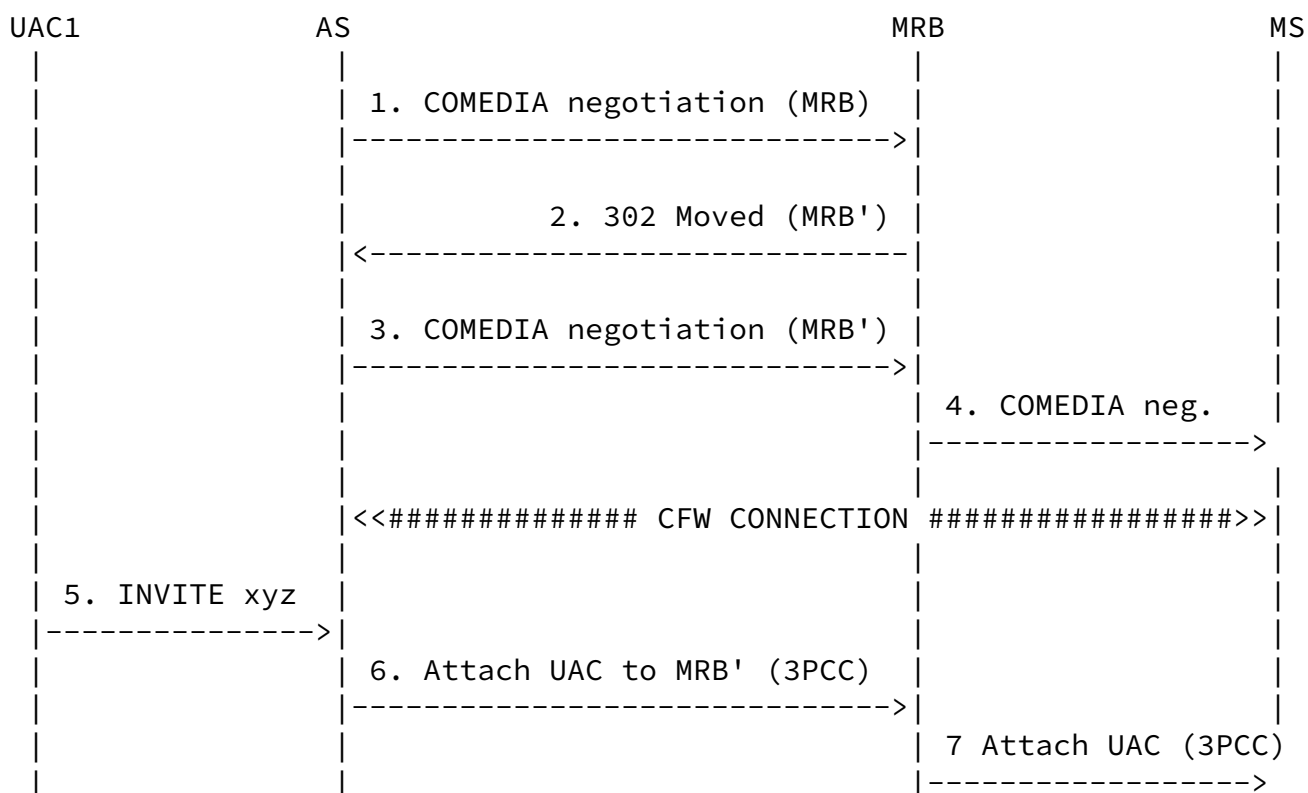 UAC1 AS MRB MS
1. COMEDIA negotiation (MRB)
2. 302 Moved (MRB')
3. COMEDIA negotiation (MRB')
4. COMEDIA neg.
<<############## CFW CONNECTION #################>>
5. INVITE xyz
6. Attach UAC to MRB' (3PCC)
7 Attach UAC (3PCC)